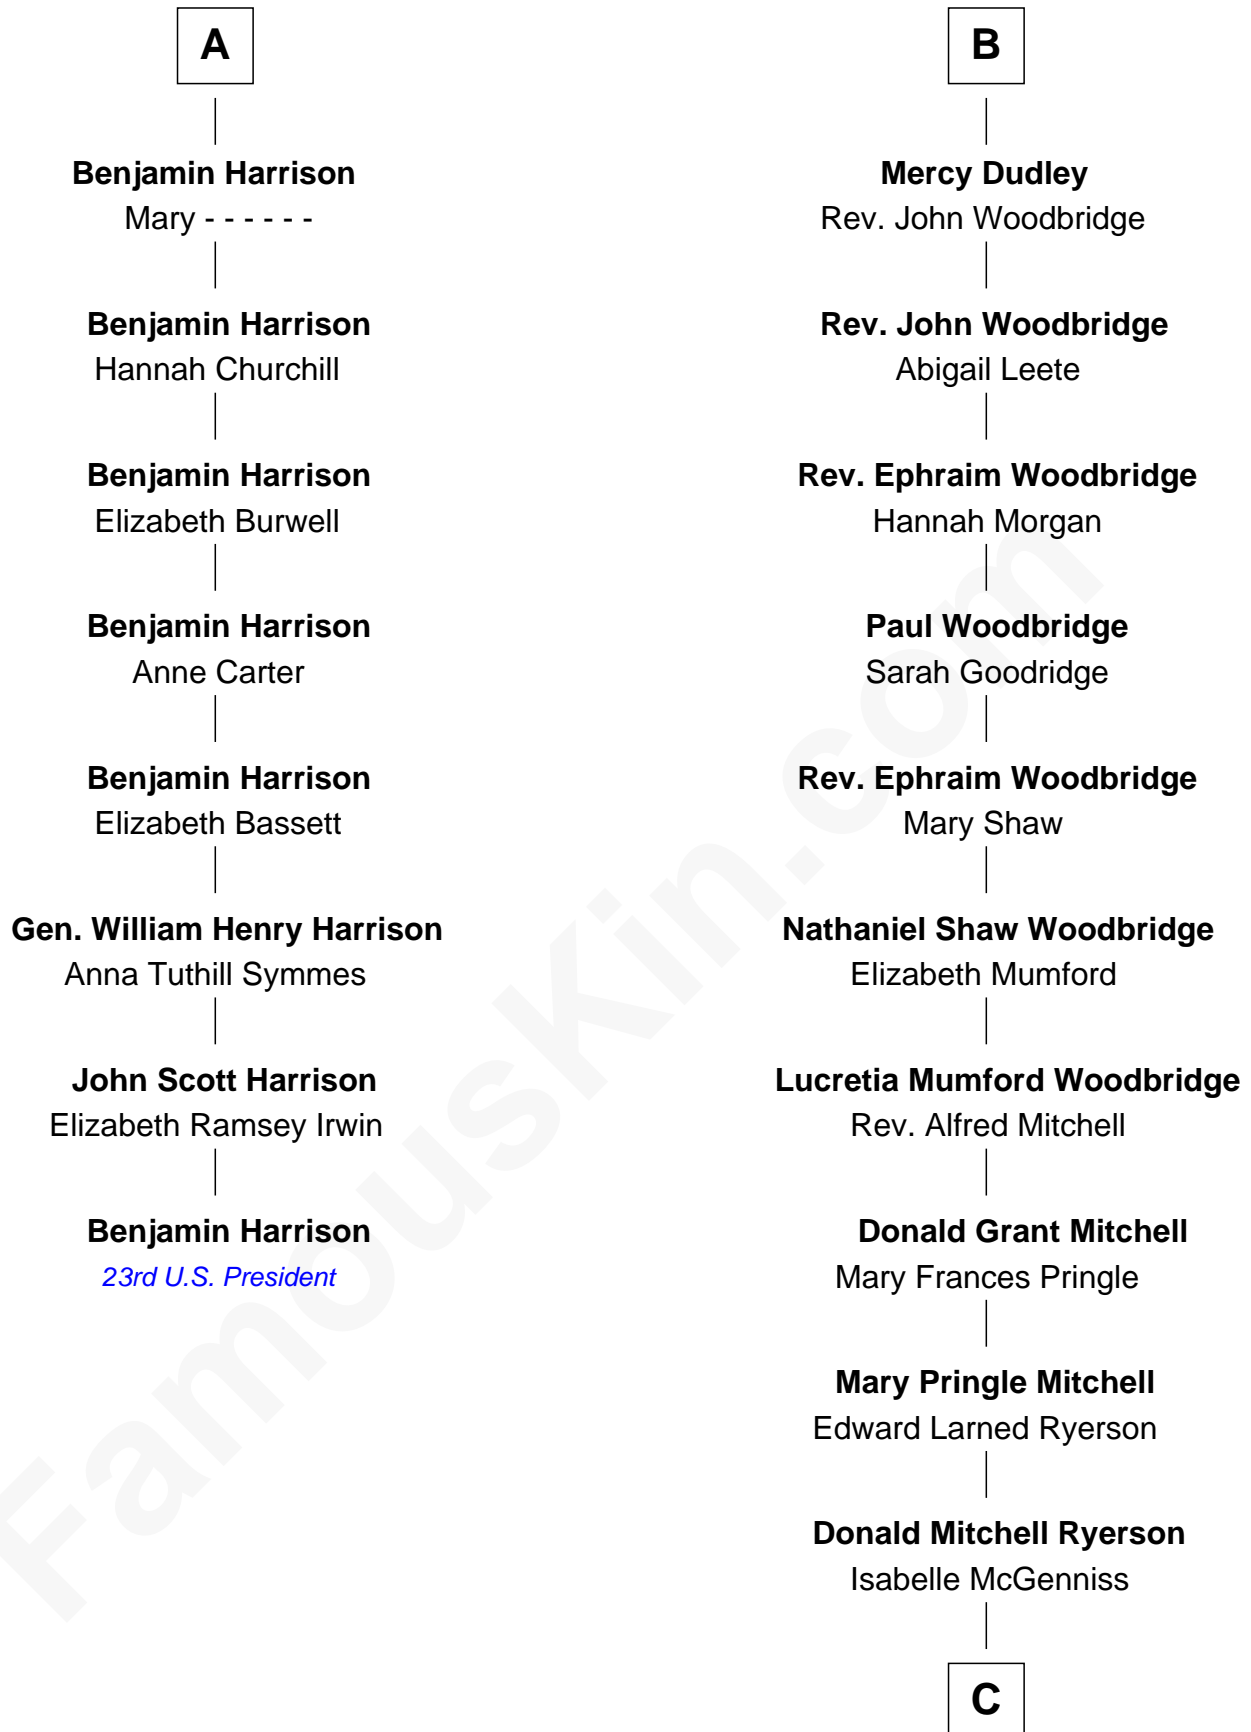 A
Benjamin Harrison
Mary - - - - - -
Benjamin Harrison
Hannah Churchill
Benjamin Harrison
Elizabeth Burwell
Benjamin Harrison
Anne Carter
Benjamin Harrison
Elizabeth Bassett
Gen. William Henry Harrison
Anna Tuthill Symmes
John Scott Harrison
Elizabeth Ramsey Irwin
Benjamin Harrison
23rd U.S. President
B
Mercy Dudley
Rev. John Woodbridge
Rev. John Woodbridge
Abigail Leete
Rev. Ephraim Woodbridge
Hannah Morgan
Paul Woodbridge
Sarah Goodridge
Rev. Ephraim Woodbridge
Mary Shaw
Nathaniel Shaw Woodbridge
Elizabeth Mumford
Lucretia Mumford Woodbridge
Rev. Alfred Mitchell
Donald Grant Mitchell
Mary Frances Pringle
Mary Pringle Mitchell
Edward Larned Ryerson
Donald Mitchell Ryerson
Isabelle McGenniss
C
FamousKin.com